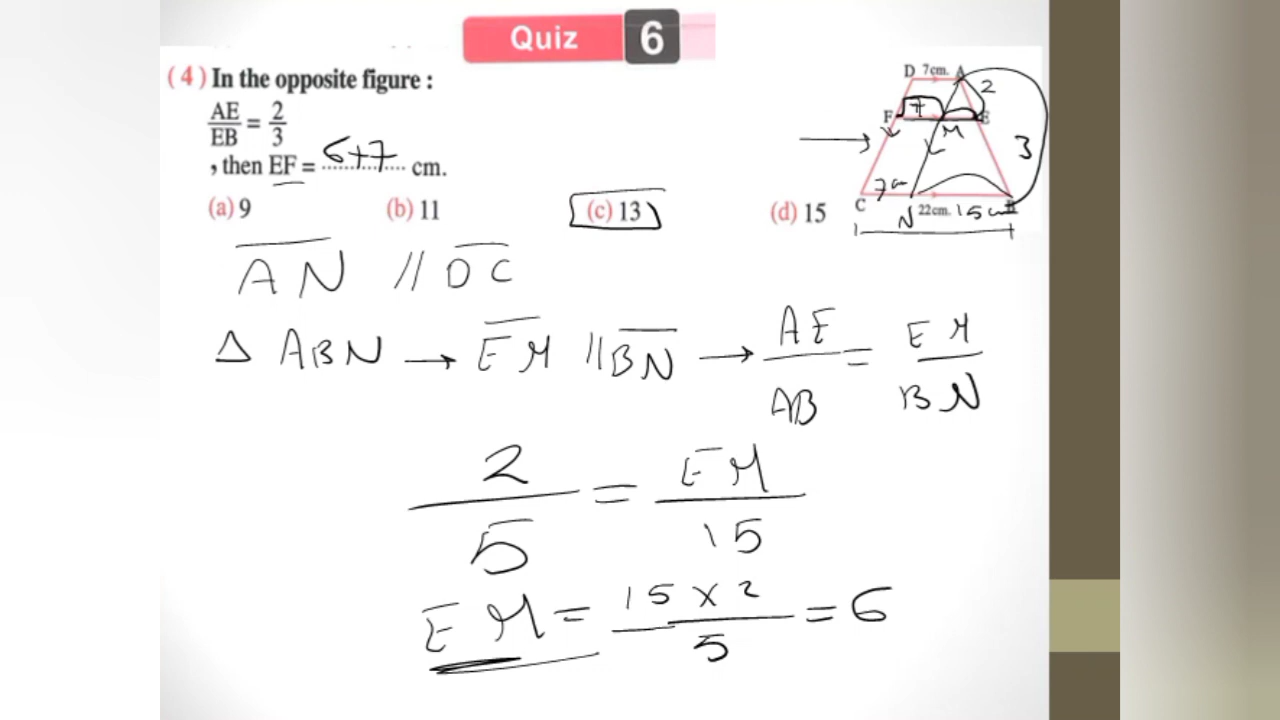 Quiz 6
(4) In the opposite figure :
AE/EB = 2/3
, then EF = 6+7 cm.
(a) 9 (b) 11 (c) 13 (d) 15
D 7cm. A
2
F 7 E
M
3
7cm
C N 22cm. 15cm B
AN // DC
Δ ABN → EM // BN → AE/AB = EM/BN
2/5 = EM/15
EM = 15 × 2/5 = 6